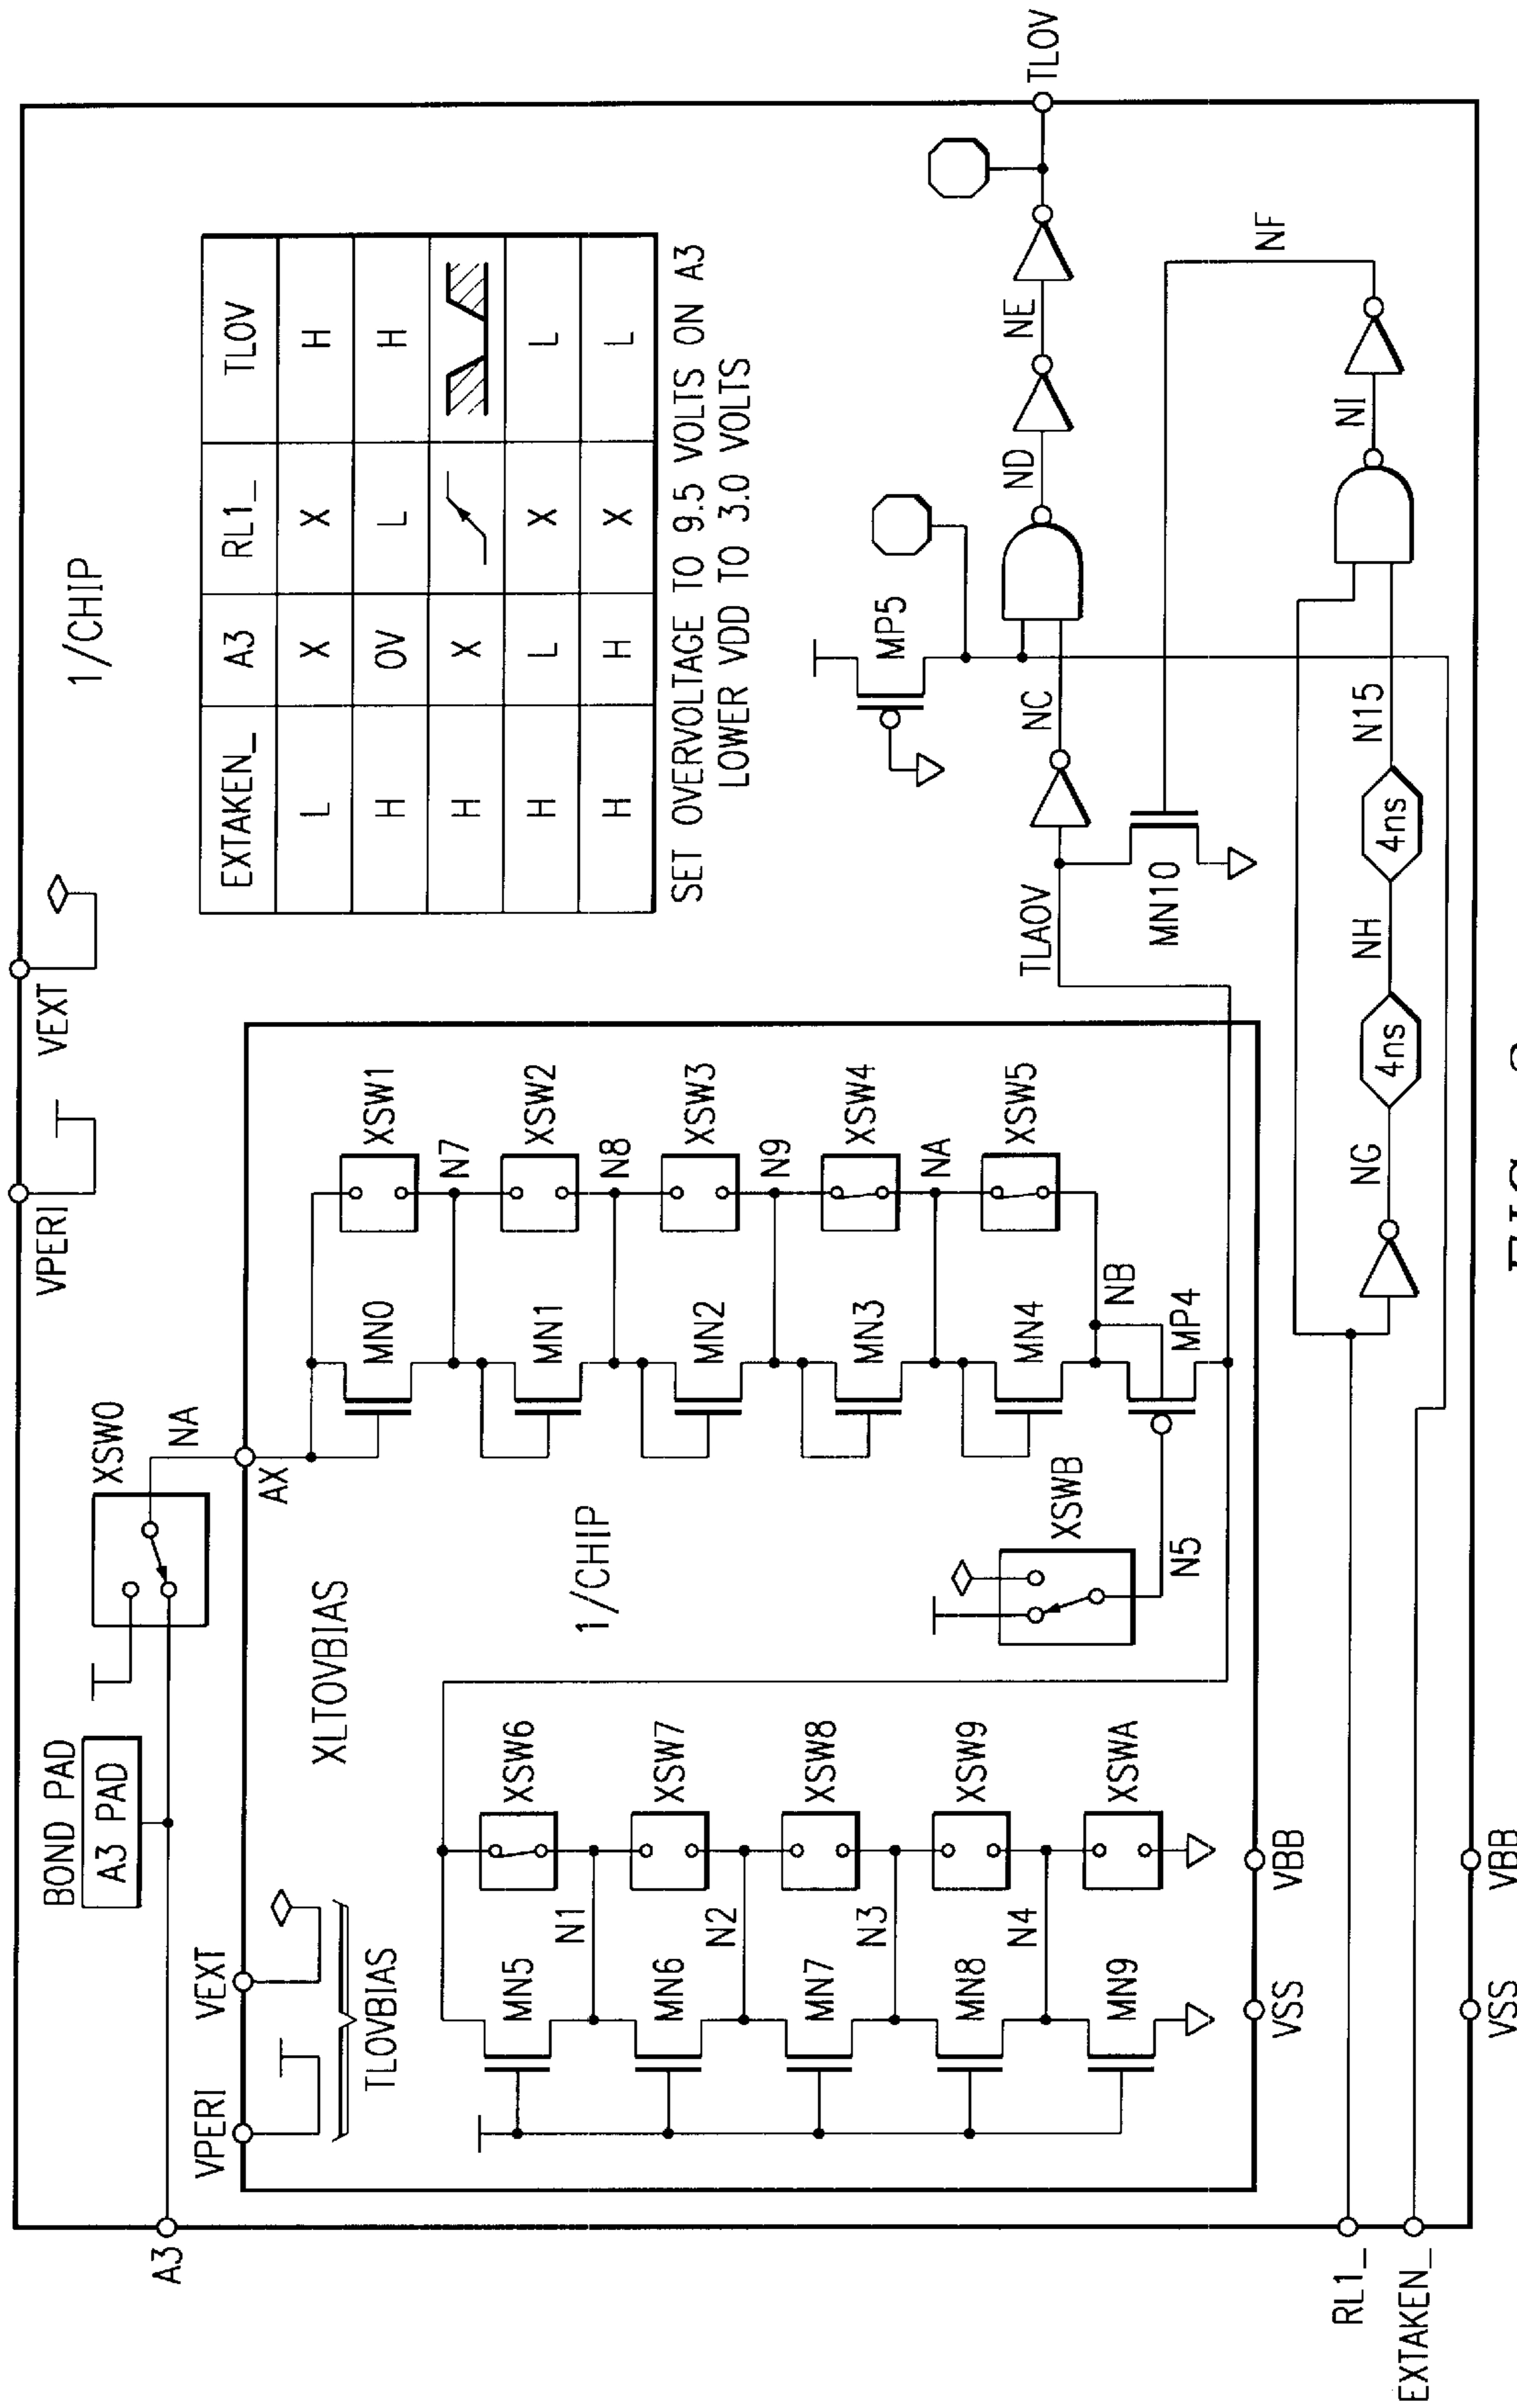 1/CHIP
VPERI
VEXT
EXTAKEN_ A3 RL1_ TLOV
L X X H
H OV L H
H X
H L X L
H H X L
SET OVERVOLTAGE TO 9.5 VOLTS ON A3
LOWER VDD TO 3.0 VOLTS
BOND PAD
A3 PAD
XSW0
NA
A3
VPERI
VEXT
TLOVBIAS
XLTOVBIAS
AX
1/CHIP
MN0
XSW1
N7
MN1
XSW2
N8
MN2
XSW3
N9
MN3
XSW4
NA
MN4
XSW5
NB
MP4
XSWB
N5
MN5
XSW6
N1
MN6
XSW7
N2
MN7
XSW8
N3
MN8
XSW9
N4
MN9
XSWA
VSS
VBB
TLAOV
MN10
NC
MP5
ND
NE
TLOV
NF
RL1_
EXTAKEN_
NG
4ns
NH
4ns
N15
NI
VSS
VBB